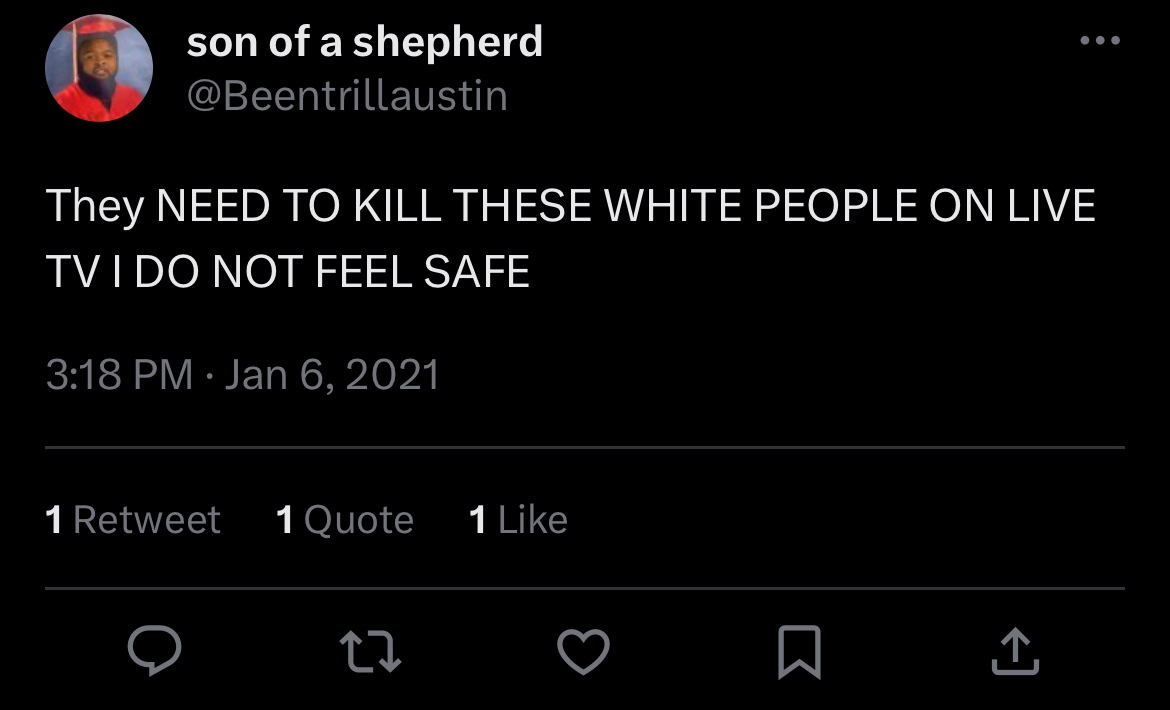 son of a shepherd
@Beentrillaustin
They NEED TO KILL THESE WHITE PEOPLE ON LIVE
TV I DO NOT FEEL SAFE
3:18 PM · Jan 6, 2021
1 Retweet 1 Quote 1 Like